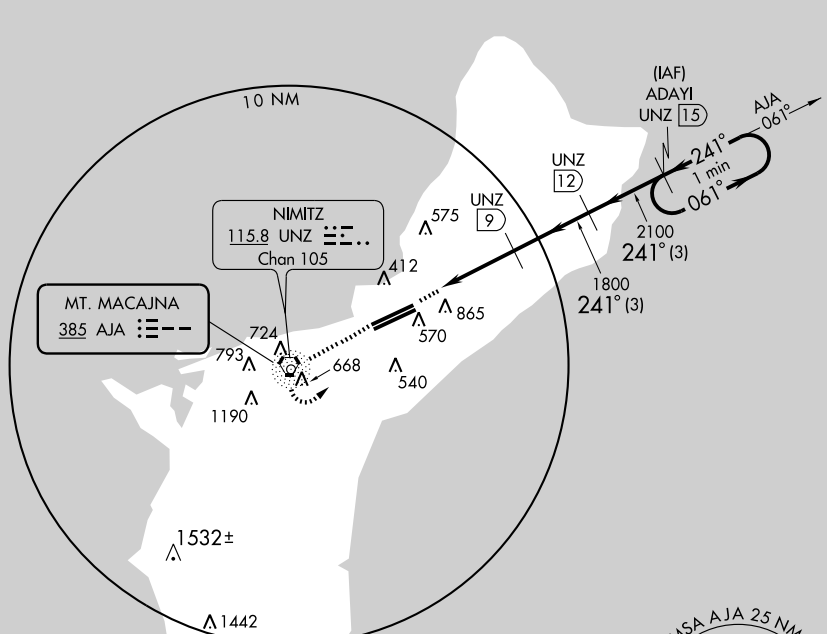 10 NM
(IAF)
ADAYI
UNZ 15
AJA
061°
241°
1 min
061°
UNZ
12
UNZ
9
2100
241° (3)
1800
241° (3)
NIMITZ
115.8 UNZ
Chan 105
575
412
MT. MACAJNA
385 AJA
865
570
724
793
668
540
1190
1532±
1442
MSA AJA 25 NM